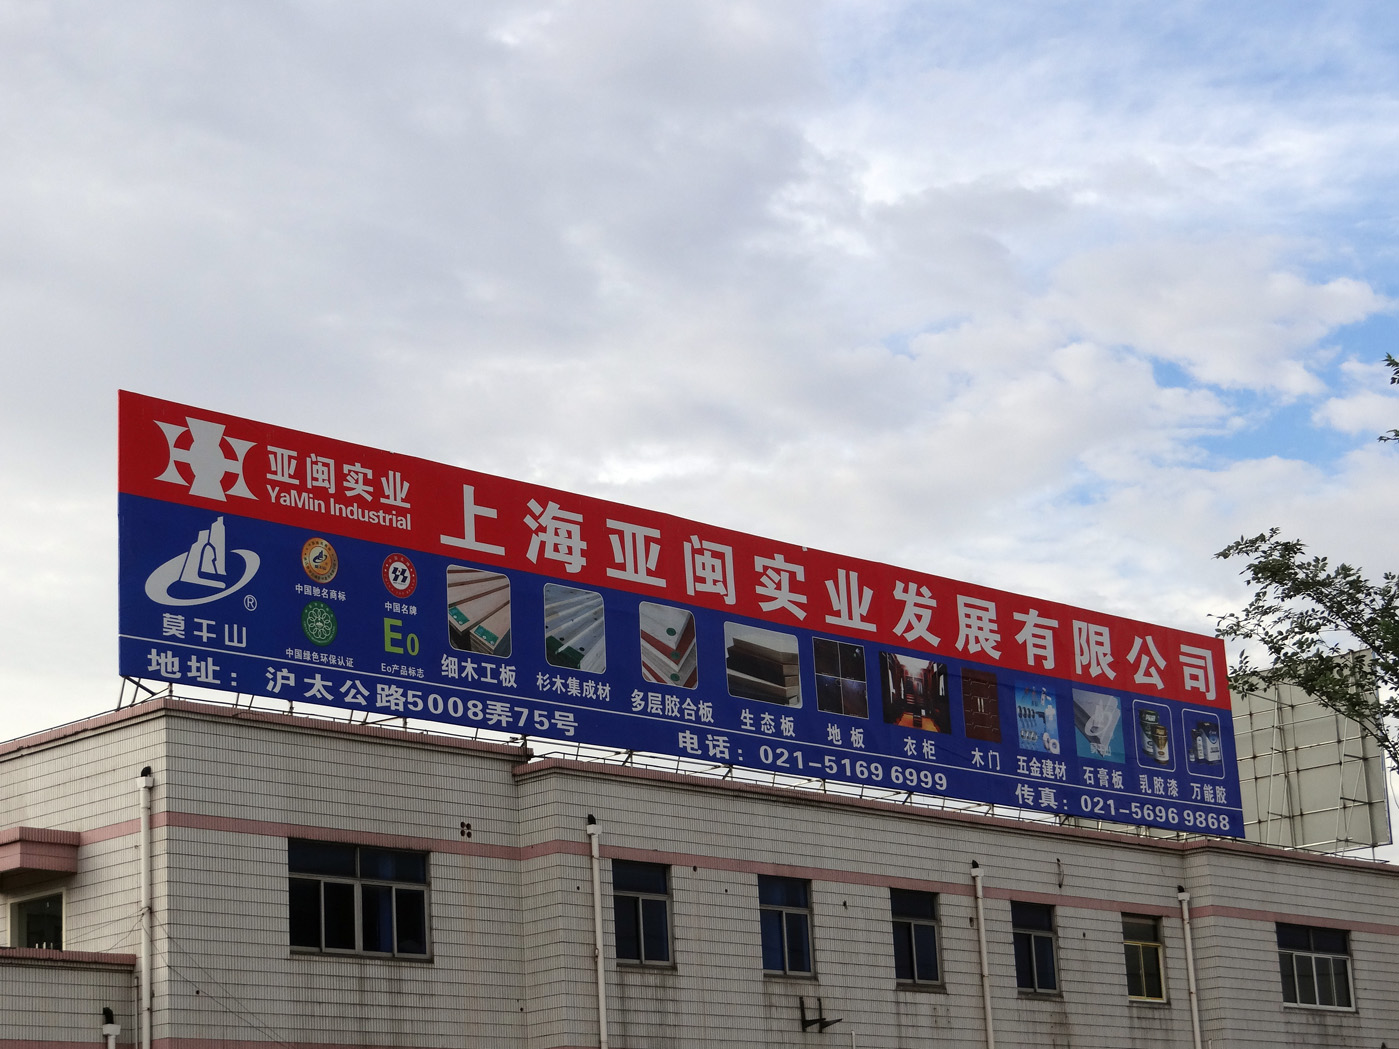 亚闽实业
YaMin Industrial
上海亚闽实业发展有限公司
莫干山
®
中国驰名商标
中国名牌
中国绿色环保认证
E0
E0产品标志
细木工板
杉木集成材
多层胶合板
生态板
地板
衣柜
木门
五金建材
石膏板
乳胶漆
万能胶
地址：沪太公路5008弄75号
电话：021-5169 6999
传真：021-5696 9868